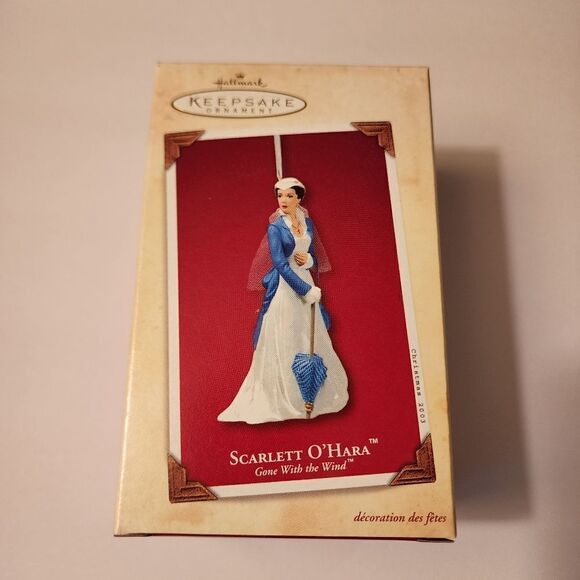 Hallmark
KEEPSAKE
ORNAMENT
Christmas 2003
SCARLETT O'HARA™
Gone With the Wind™
décoration des fêtes